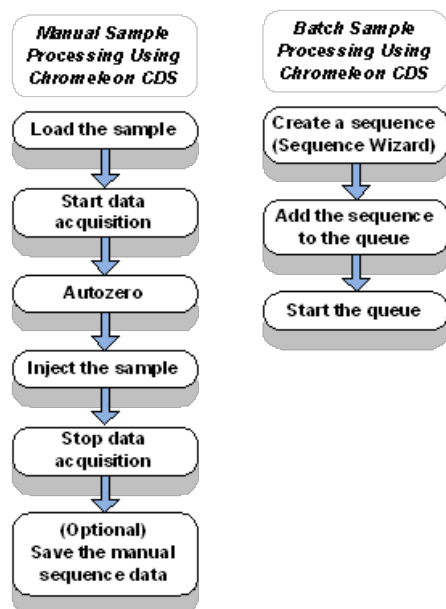 Manual Sample
Processing Using
Chromeleon CDS
Load the sample
Start data
acquisition
Autozero
Inject the sample
Stop data
acquisition
(Optional)
Save the manual
sequence data
Batch Sample
Processing Using
Chromeleon CDS
Create a sequence
(Sequence Wizard)
Add the sequence
to the queue
Start the queue